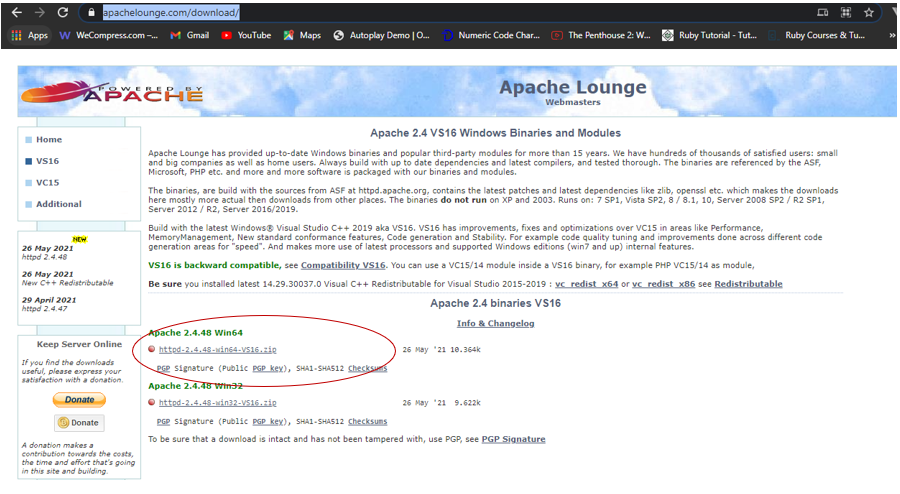 apachelounge.com/download/
Apps WeCompress.com –... Gmail YouTube Maps Autoplay Demo | O... Numeric Code Char... The Penthouse 2: W... Ruby Tutorial - Tut... Ruby Courses & Tu... »
POWERED BY
APACHE
Apache Lounge
Webmasters
Home
VS16
VC15
Additional
NEW
26 May 2021
httpd 2.4.48
26 May 2021
New C++ Redistributable
29 April 2021
httpd 2.4.47
Keep Server Online
If you find the downloads
useful, please express your
satisfaction with a donation.
Donate
Donate
A donation makes a
contribution towards the costs,
the time and effort that's going
in this site and building.
Apache 2.4 VS16 Windows Binaries and Modules
Apache Lounge has provided up-to-date Windows binaries and popular third-party modules for more than 15 years. We have hundreds of thousands of satisfied users: small
and big companies as well as home users. Always build with up to date dependencies and latest compilers, and tested thorough. The binaries are referenced by the ASF,
Microsoft, PHP etc. and more and more software is packaged with our binaries and modules.
The binaries, are build with the sources from ASF at httpd.apache.org, contains the latest patches and latest dependencies like zlib, openssl etc. which makes the downloads
here mostly more actual then downloads from other places. The binaries do not run on XP and 2003. Runs on: 7 SP1, Vista SP2, 8 / 8.1, 10, Server 2008 SP2 / R2 SP1,
Server 2012 / R2, Server 2016/2019.
Build with the latest Windows® Visual Studio C++ 2019 aka VS16. VS16 has improvements, fixes and optimizations over VC15 in areas like Performance,
MemoryManagement, New standard conformance features, Code generation and Stability. For example code quality tuning and improvements done across different code
generation areas for "speed". And makes more use of latest processors and supported Windows editions (win7 and up) internal features.
VS16 is backward compatible, see Compatibility VS16. You can use a VC15/14 module inside a VS16 binary, for example PHP VC15/14 as module,
Be sure you installed latest 14.29.30037.0 Visual C++ Redistributable for Visual Studio 2015-2019 : vc_redist_x64 or vc_redist_x86 see Redistributable
Apache 2.4 binaries VS16
Info & Changelog
Apache 2.4.48 Win64
httpd-2.4.48-win64-VS16.zip 26 May '21 10.364k
PGP Signature (Public PGP key), SHA1-SHA512 Checksums
Apache 2.4.48 Win32
httpd-2.4.48-win32-VS16.zip 26 May '21 9.622k
PGP Signature (Public PGP key), SHA1-SHA512 Checksums
To be sure that a download is intact and has not been tampered with, use PGP, see PGP Signature